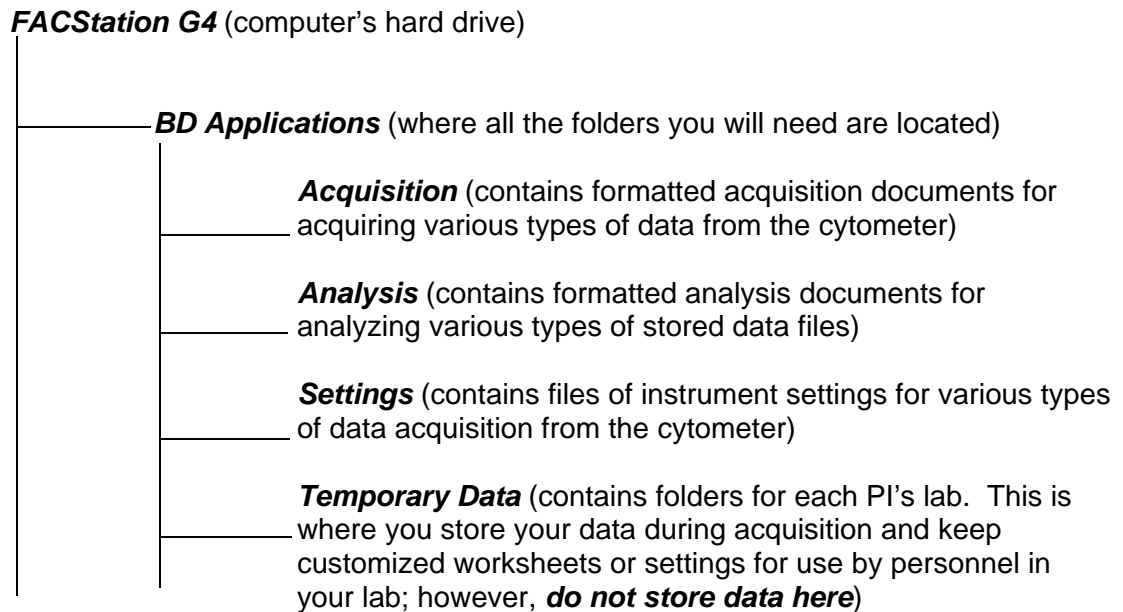 FACStation G4 (computer's hard drive)
BD Applications (where all the folders you will need are located)
Acquisition (contains formatted acquisition documents for
acquiring various types of data from the cytometer)
Analysis (contains formatted analysis documents for
analyzing various types of stored data files)
Settings (contains files of instrument settings for various types
of data acquisition from the cytometer)
Temporary Data (contains folders for each PI's lab.  This is
where you store your data during acquisition and keep
customized worksheets or settings for use by personnel in
your lab; however, do not store data here)